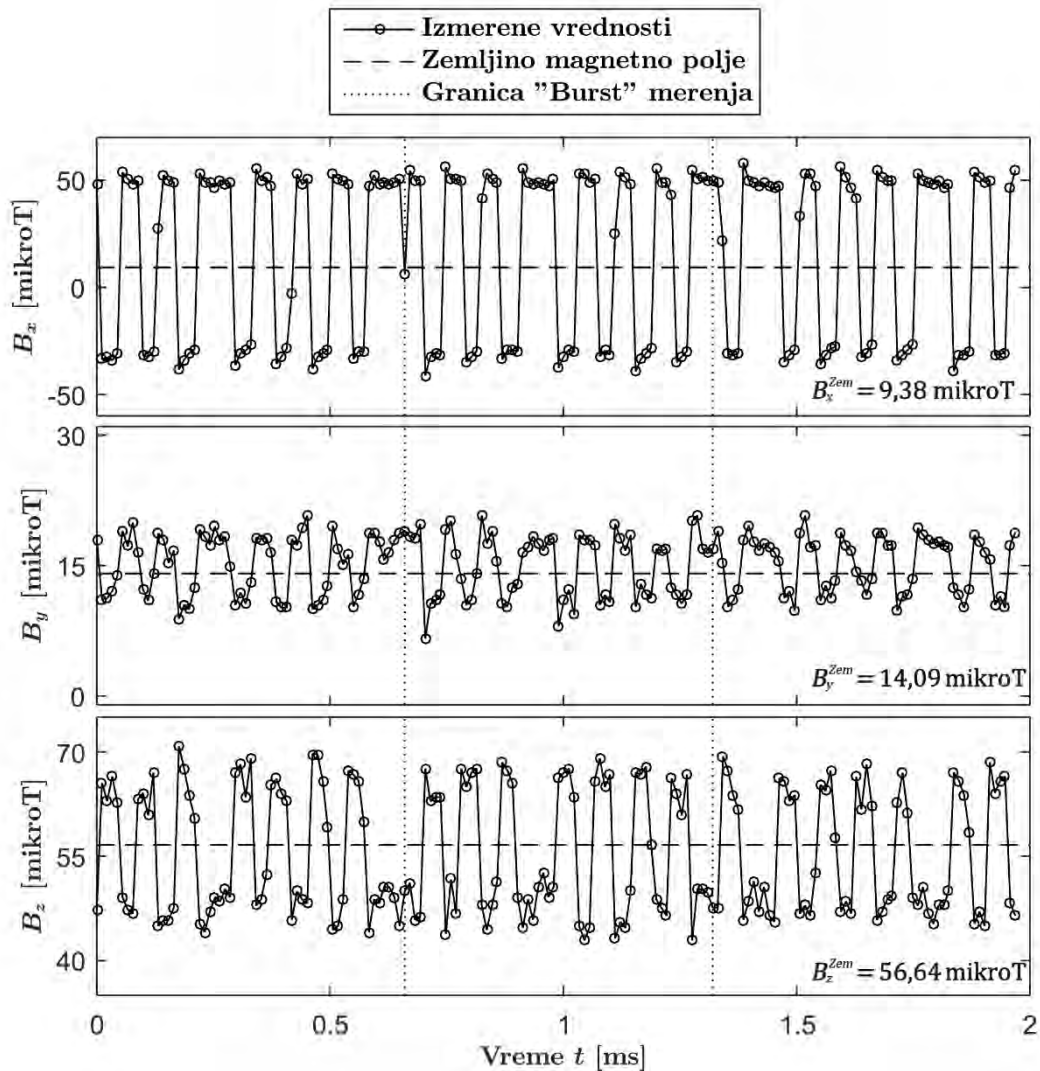 Izmerene vrednosti
Zemljino magnetno polje
Granica "Burst" merenja
50
0
-50
B_x [mikroT]
B_x^Zem = 9,38 mikroT
30
15
0
B_y [mikroT]
B_y^Zem = 14,09 mikroT
70
55
40
B_z [mikroT]
B_z^Zem = 56,64 mikroT
0 0.5 1 1.5 2
Vreme t [ms]